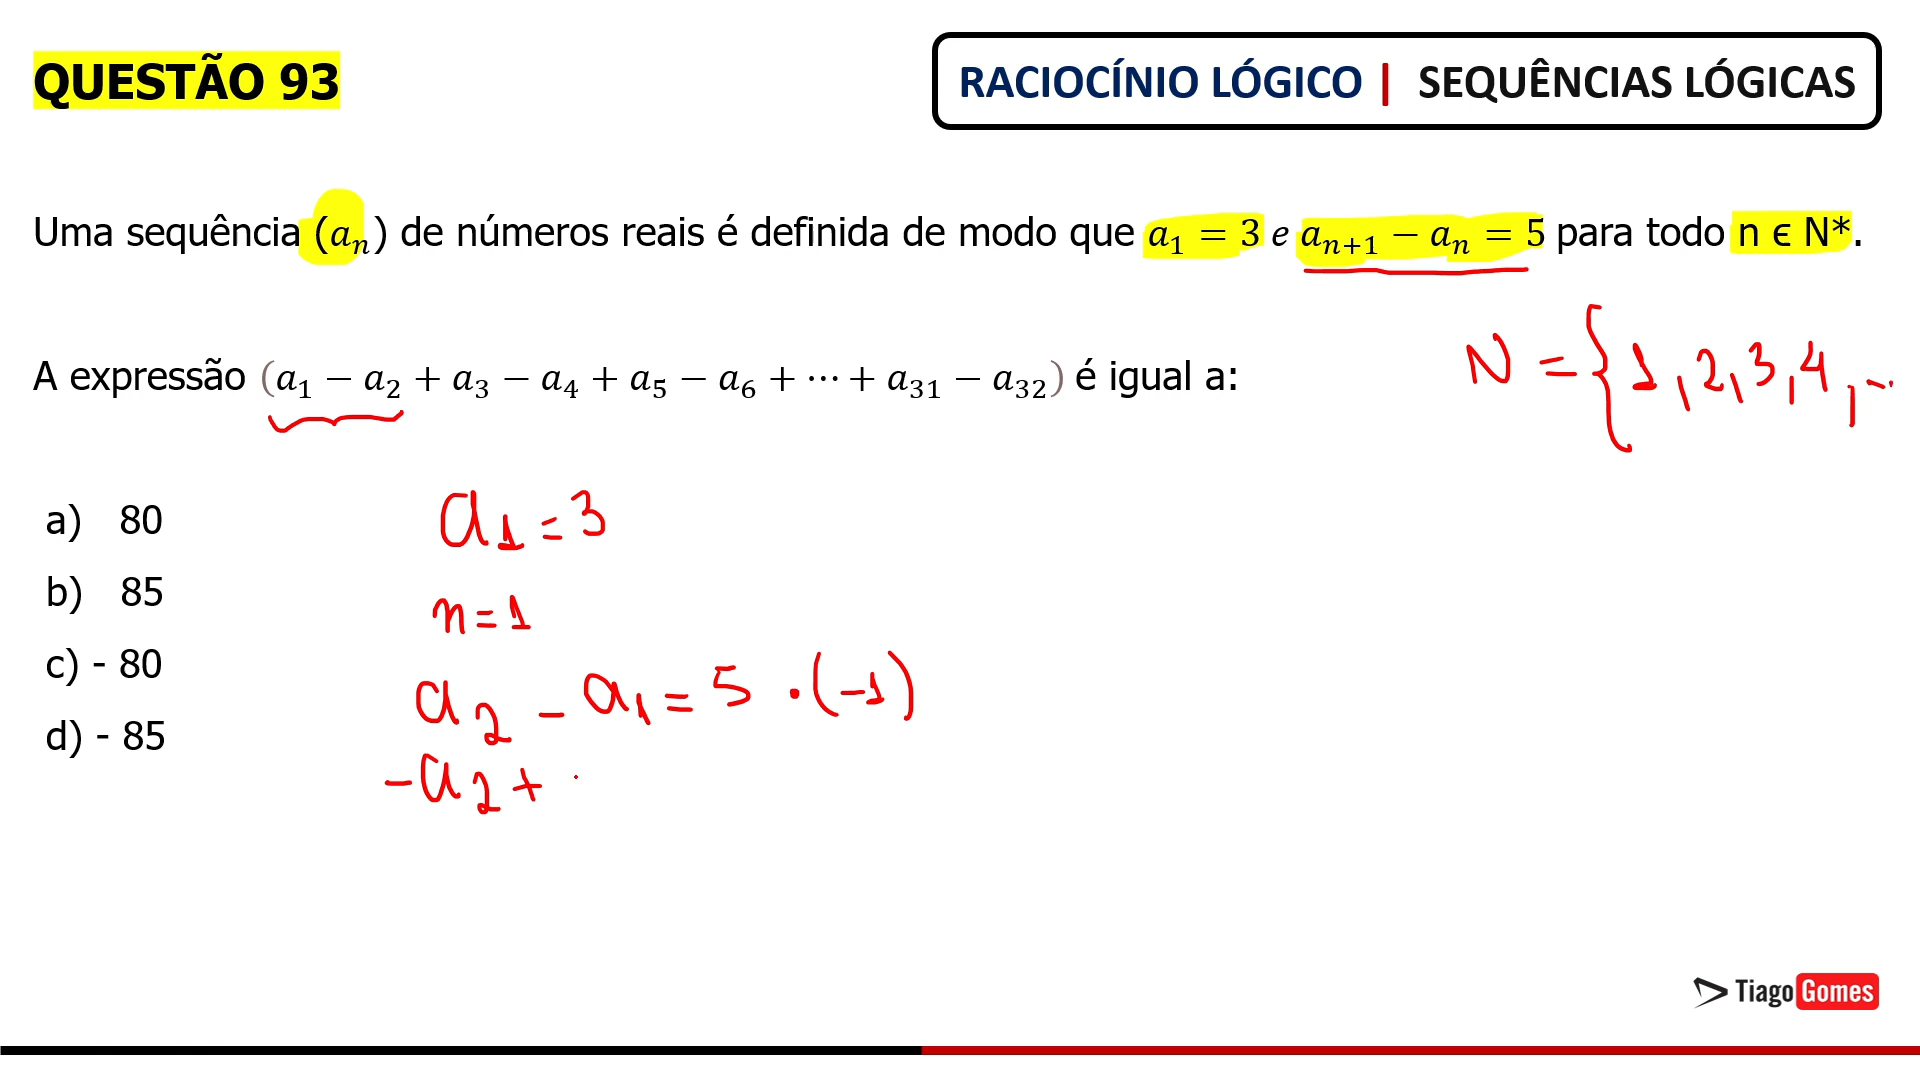 QUESTÃO 93
RACIOCÍNIO LÓGICO | SEQUÊNCIAS LÓGICAS
Uma sequência (aₙ) de números reais é definida de modo que a₁ = 3 e aₙ₊₁ − aₙ = 5 para todo n ϵ N*.
A expressão (a₁ − a₂ + a₃ − a₄ + a₅ − a₆ + ⋯ + a₃₁ − a₃₂) é igual a:
N = { 1, 2, 3, 4, ...
a) 80
b) 85
c) - 80
d) - 85
a₁ = 3
n = 1
a₂ − a₁ = 5 · (−1)
−a₂ +
Tiago Gomes